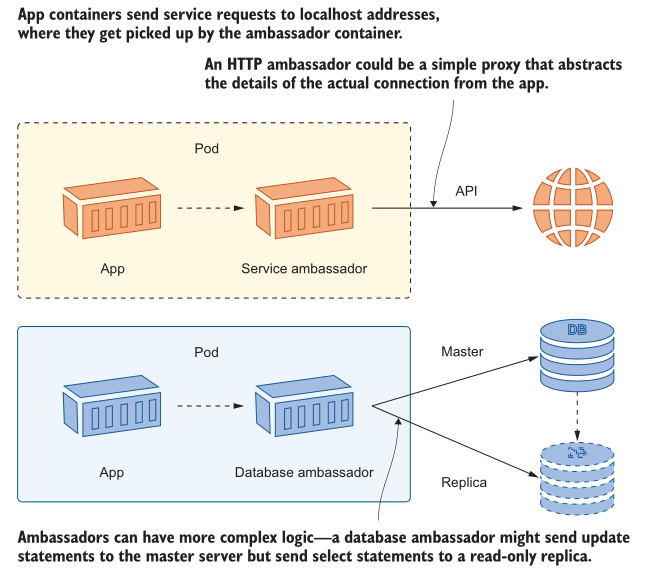 App containers send service requests to localhost addresses,
where they get picked up by the ambassador container.
An HTTP ambassador could be a simple proxy that abstracts
the details of the actual connection from the app.
Pod
API
App
Service ambassador
Pod
Master
DB
App
Database ambassador
Replica
DB
Ambassadors can have more complex logic—a database ambassador might send update
statements to the master server but send select statements to a read-only replica.